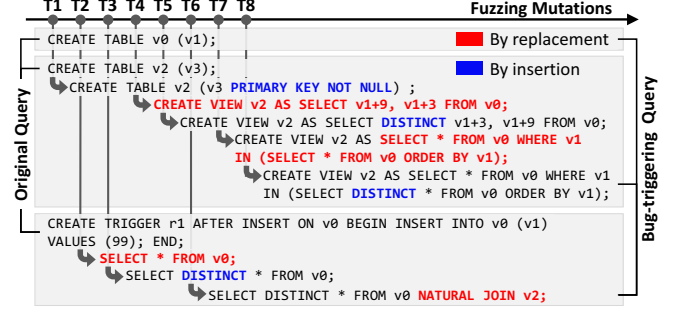 T1 T2 T3 T4 T5 T6 T7 T8 Fuzzing Mutations
CREATE TABLE v0 (v1);
By replacement
CREATE TABLE v2 (v3);
By insertion
CREATE TABLE v2 (v3 PRIMARY KEY NOT NULL) ;
CREATE VIEW v2 AS SELECT v1+9, v1+3 FROM v0;
CREATE VIEW v2 AS SELECT DISTINCT v1+3, v1+9 FROM v0;
CREATE VIEW v2 AS SELECT * FROM v0 WHERE v1
IN (SELECT * FROM v0 ORDER BY v1);
CREATE VIEW v2 AS SELECT * FROM v0 WHERE v1
IN (SELECT DISTINCT * FROM v0 ORDER BY v1);
CREATE TRIGGER r1 AFTER INSERT ON v0 BEGIN INSERT INTO v0 (v1)
VALUES (99); END;
SELECT * FROM v0;
SELECT DISTINCT * FROM v0;
SELECT DISTINCT * FROM v0 NATURAL JOIN v2;
Original Query
Bug-triggering Query